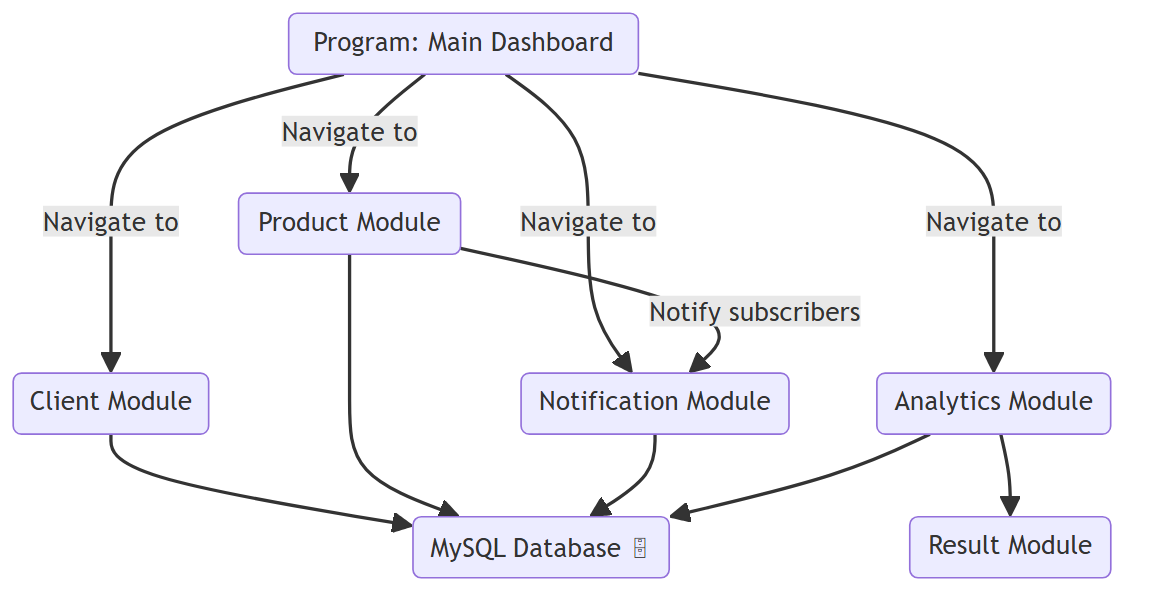 Program: Main Dashboard
Navigate to
Navigate to
Product Module
Navigate to
Navigate to
Notify subscribers
Client Module
Notification Module
Analytics Module
MySQL Database 🗄
Result Module